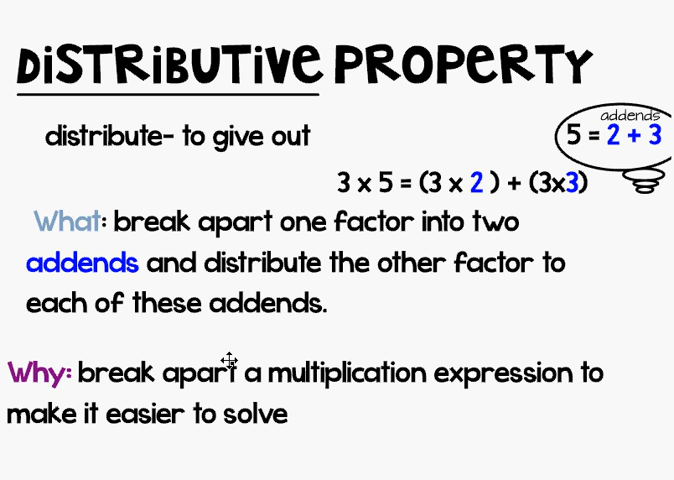 DISTRIBUTIVE PROPERTY
distribute- to give out
addends
5 = 2 + 3
3 x 5 = (3 x 2 ) + (3x3)
What: break apart one factor into two
addends and distribute the other factor to
each of these addends.
Why: break apart a multiplication expression to
make it easier to solve